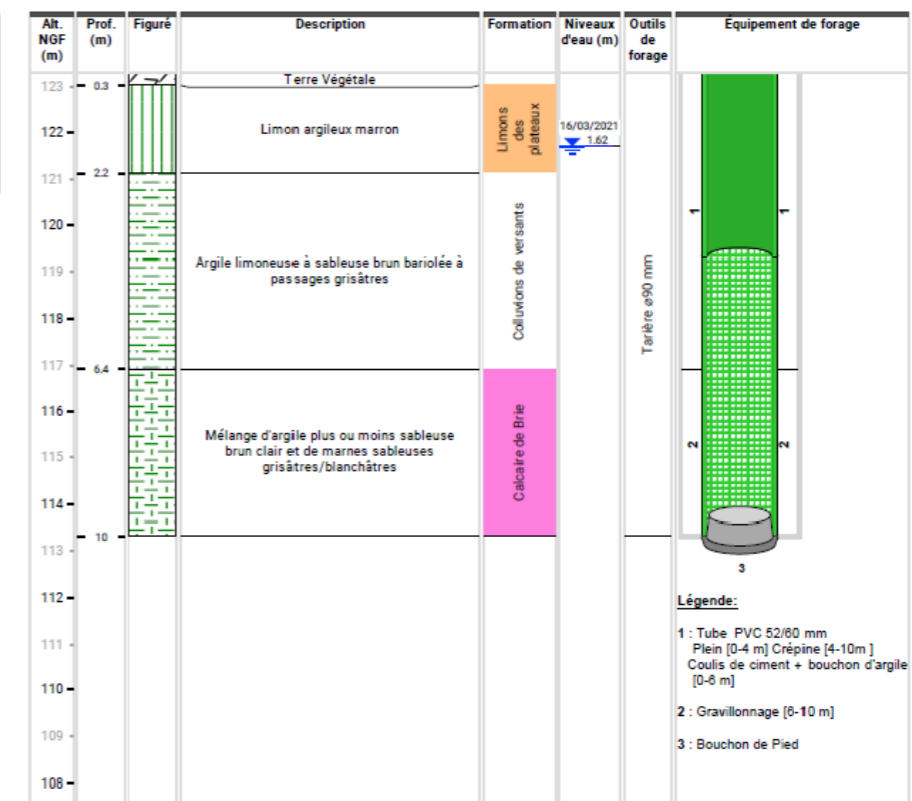 Alt. NGF (m)
Prof. (m)
Figuré
Description
Formation
Niveaux d'eau (m)
Outils de forage
Équipement de forage
123
0.3
Terre Végétale
122
Limon argileux marron
Limons des plateaux
16/03/2021
1.62
121
2.2
120
1
1
119
Argile limoneuse à sableuse brun bariolée à
passages grisâtres
Colluvions de versants
Tarière ø90 mm
118
117
6.4
116
Mélange d'argile plus ou moins sableuse
brun clair et de marnes sableuses
grisâtres/blanchâtres
Calcaire de Brie
2
2
115
114
10
113
3
112
Légende:
111
1 : Tube PVC 52/60 mm
Plein [0-4 m] Crépine [4-10m ]
Coulis de ciment + bouchon d'argile
[0-6 m]
110
2 : Gravillonnage [6-10 m]
109
3 : Bouchon de Pied
108